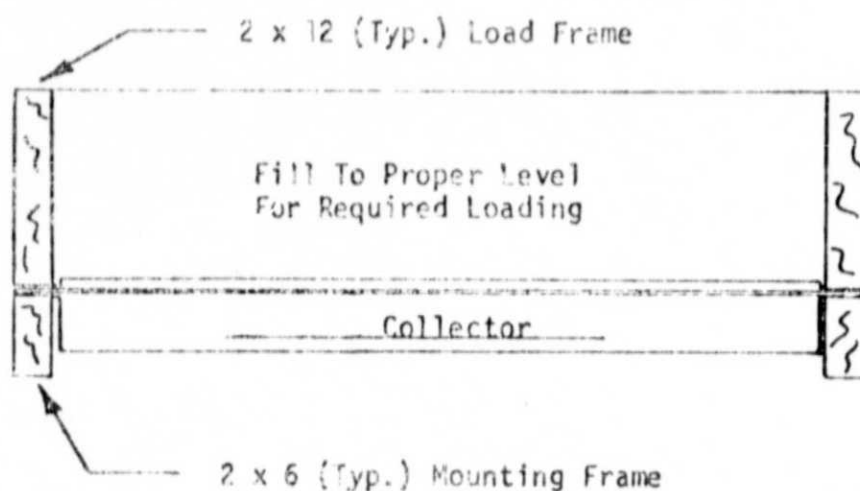 2 x 12 (Typ.) Load Frame
Fill To Proper Level
For Required Loading
Collector
2 x 6 (Typ.) Mounting Frame